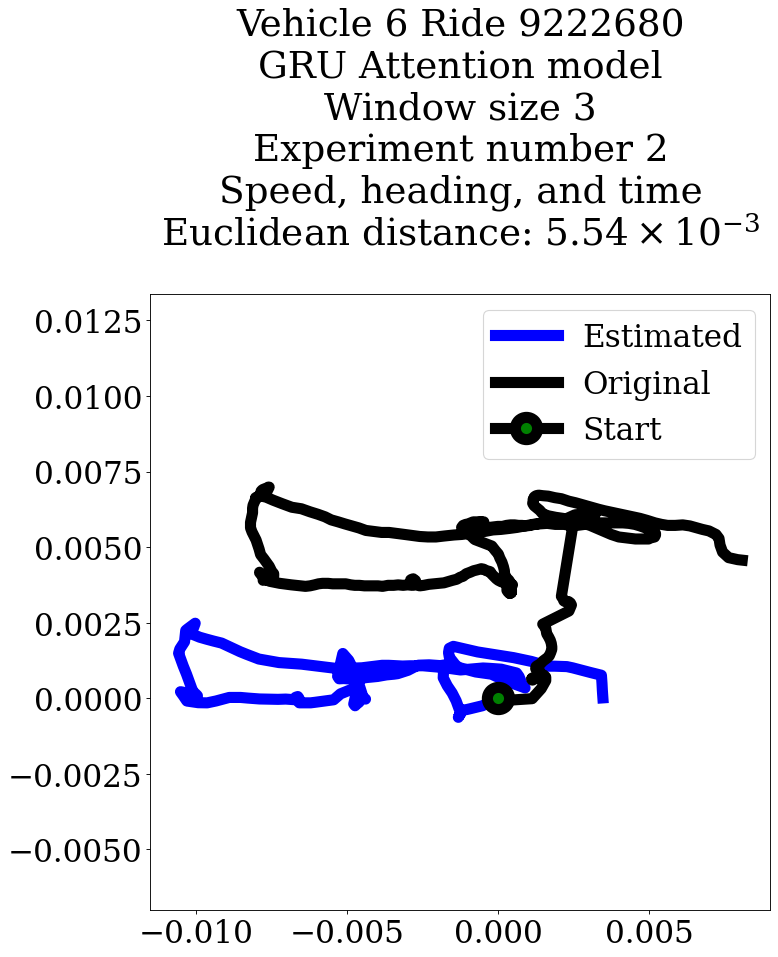 Vehicle 6 Ride 9222680
GRU Attention model
Window size 3
Experiment number 2
Speed, heading, and time
Euclidean distance: 5.54 × 10⁻³
Estimated
Original
Start
0.0125
0.0100
0.0075
0.0050
0.0025
0.0000
−0.0025
−0.0050
−0.010 −0.005 0.000 0.005